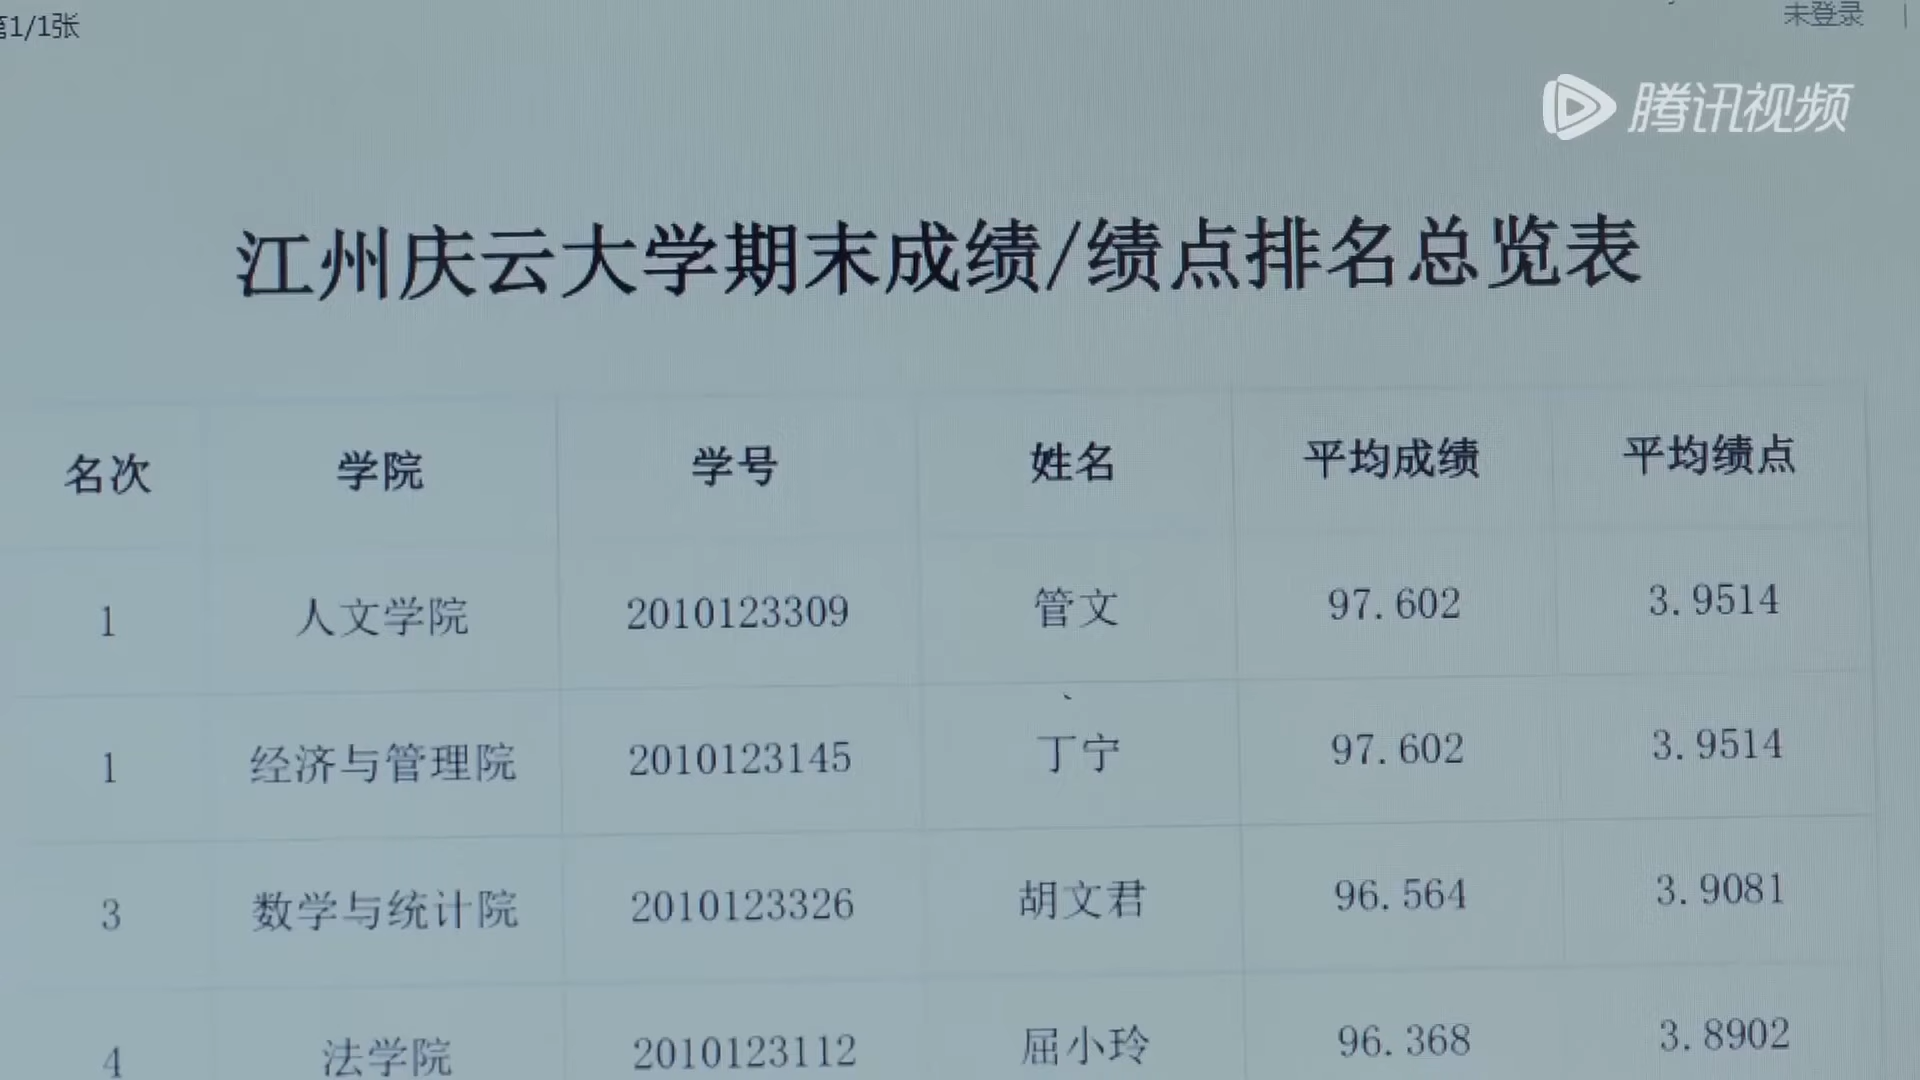 第1/1张
未登录
腾讯视频
江州庆云大学期末成绩/绩点排名总览表
名次 学院 学号 姓名 平均成绩 平均绩点
1 人文学院 2010123309 管文 97.602 3.9514
1 经济与管理院 2010123145 丁宁 97.602 3.9514
3 数学与统计院 2010123326 胡文君 96.564 3.9081
4 法学院 2010123112 屈小玲 96.368 3.8902